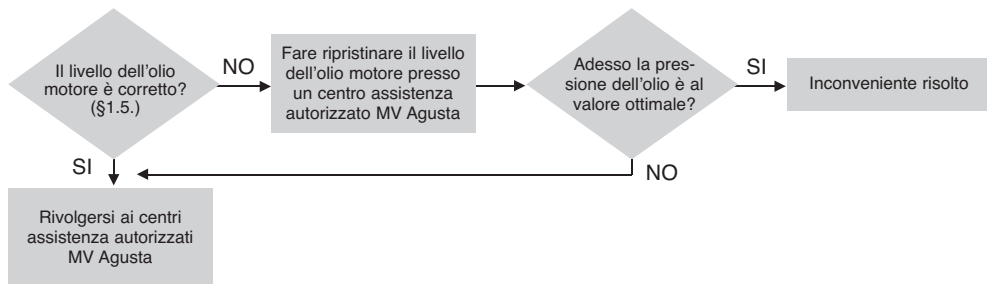 Il livello dell'olio
motore è corretto?
(§1.5.)
NO
Fare ripristinare il livello
dell'olio motore presso
un centro assistenza
autorizzato MV Agusta
Adesso la pres-
sione dell'olio è al
valore ottimale?
SI
Inconveniente risolto
SI
NO
Rivolgersi ai centri
assistenza autorizzati
MV Agusta